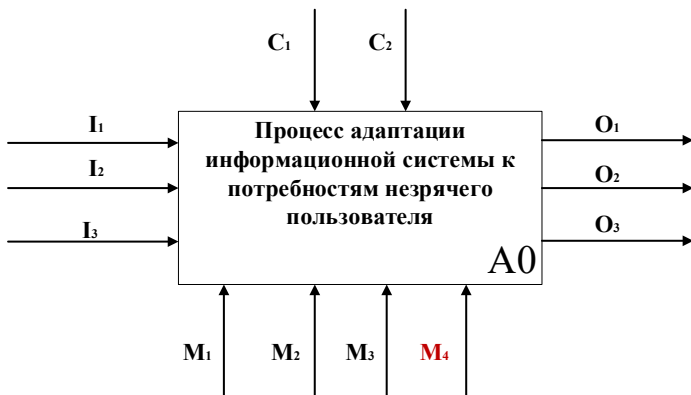 C1 C2
I1
I2
I3
Процесс адаптации
информационной системы к
потребностям незрячего
пользователя
A0
O1
O2
O3
M1 M2 M3 M4